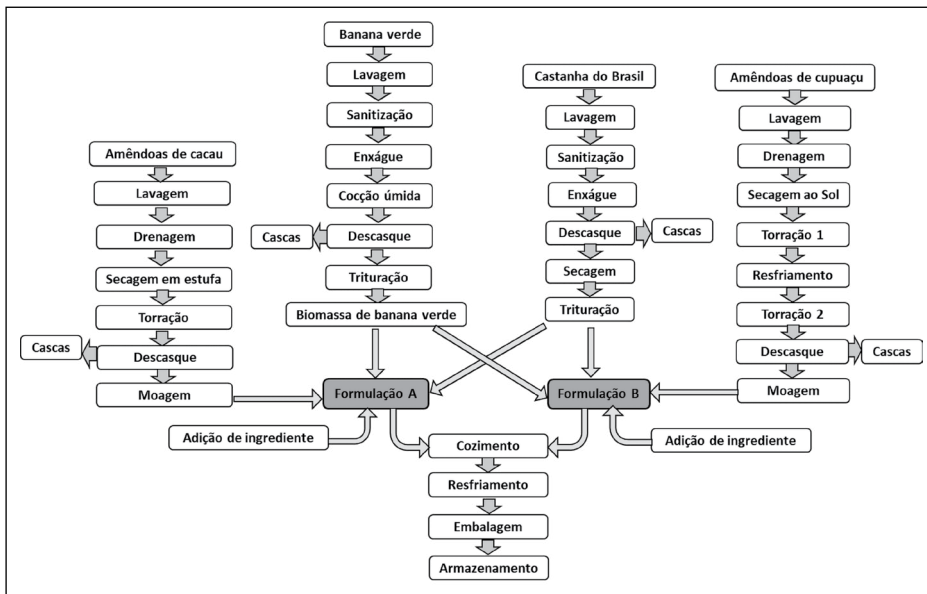 Banana verde
Lavagem
Sanitização
Enxágue
Cocção úmida
Cascas
Descasque
Trituração
Biomassa de banana verde
Castanha do Brasil
Lavagem
Sanitização
Enxágue
Descasque
Cascas
Secagem
Trituração
Amêndoas de cupuaçu
Lavagem
Drenagem
Secagem ao Sol
Torração 1
Resfriamento
Torração 2
Descasque
Cascas
Moagem
Amêndoas de cacau
Lavagem
Drenagem
Secagem em estufa
Torração
Cascas
Descasque
Moagem
Formulação A
Formulação B
Adição de ingrediente
Cozimento
Adição de ingrediente
Resfriamento
Embalagem
Armazenamento